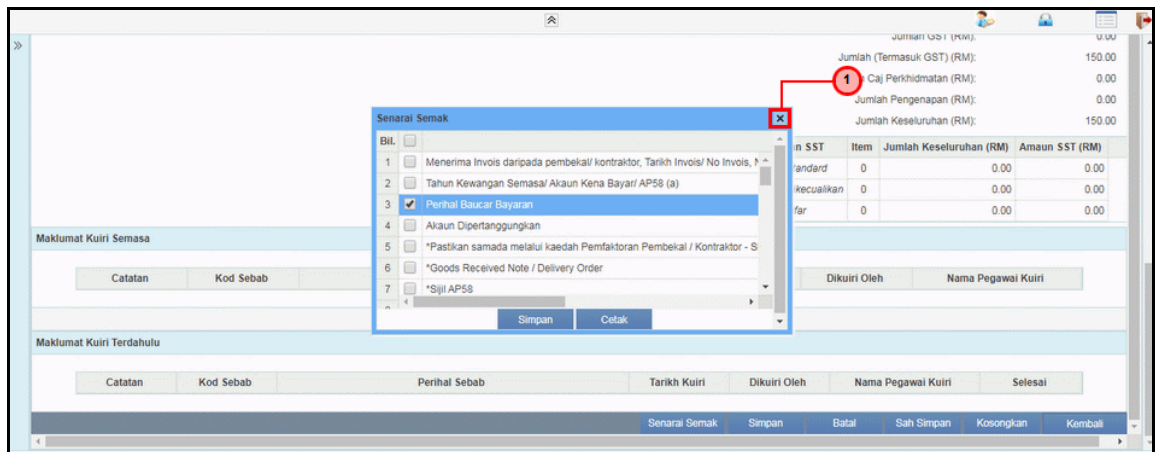 Jumlah GST (RM): 0.00
Jumlah (Termasuk GST) (RM): 150.00
1
Caj Perkhidmatan (RM): 0.00
Jumlah Pengenapan (RM): 0.00
Jumlah Keseluruhan (RM): 150.00
Senarai Semak
Bil.
1 Menerima Invois daripada pembekal/ kontraktor, Tarikh Invois/ No Invois,
2 Tahun Kewangan Semasa/ Akaun Kena Bayar/ AP58 (a)
3 Perihal Baucar Bayaran
4 Akaun Dipertanggungkan
5 *Pastikan samada melalui kaedah Pemfaktoran Pembekal / Kontraktor - S
6 *Goods Received Note / Delivery Order
7 *Sijil AP58
Simpan Cetak
n SST Item Jumlah Keseluruhan (RM) Amaun SST (RM)
andard 0 0.00 0.00
kecualikan 0 0.00 0.00
far 0 0.00 0.00
Maklumat Kuiri Semasa
Catatan Kod Sebab Dikuiri Oleh Nama Pegawai Kuiri
Maklumat Kuiri Terdahulu
Catatan Kod Sebab Perihal Sebab Tarikh Kuiri Dikuiri Oleh Nama Pegawai Kuiri Selesai
Senarai Semak Simpan Batal Sah Simpan Kosongkan Kembali